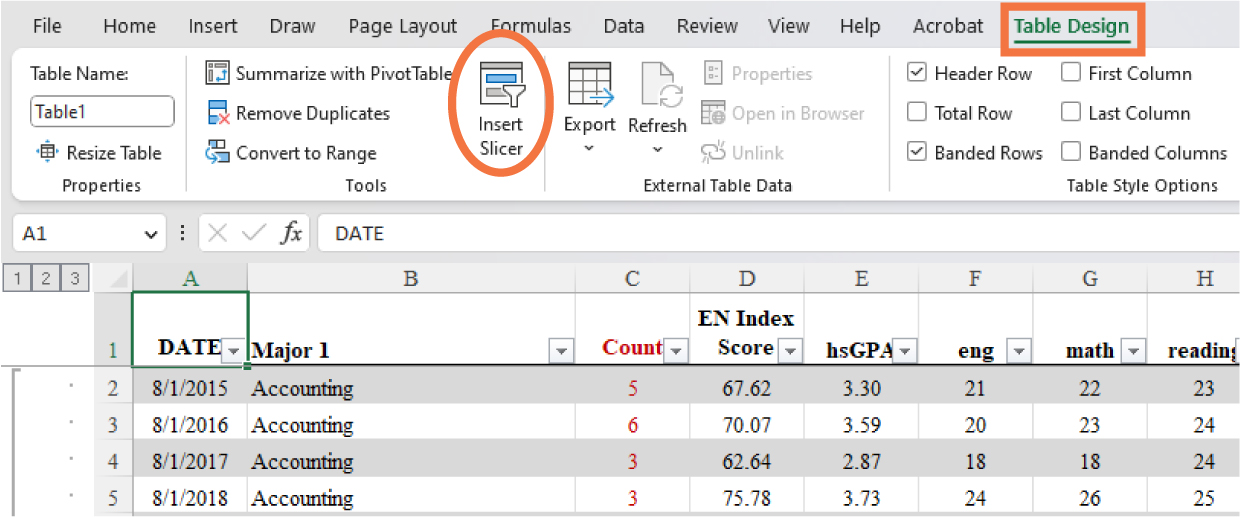 File Home Insert Draw Page Layout Formulas Data Review View Help Acrobat Table Design
Table Name:
Table1
Resize Table
Properties
Summarize with PivotTable
Remove Duplicates
Convert to Range
Tools
Insert
Slicer
Export
Refresh
Properties
Open in Browser
Unlink
External Table Data
Header Row
Total Row
Banded Rows
First Column
Last Column
Banded Columns
Table Style Options
A1 fx DATE
1 2 3 A B C D E F G H
1 DATE Major 1 Count EN Index Score hsGPA eng math reading
2 8/1/2015 Accounting 5 67.62 3.30 21 22 23
3 8/1/2016 Accounting 6 70.07 3.59 20 23 24
4 8/1/2017 Accounting 3 62.64 2.87 18 18 24
5 8/1/2018 Accounting 3 75.78 3.73 24 26 25